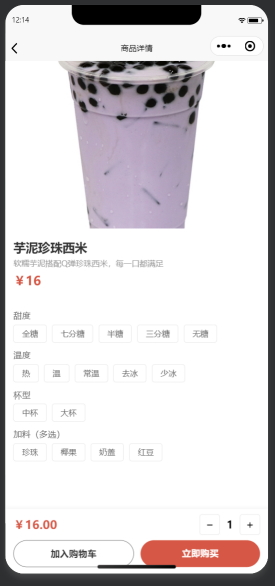 12:14
商品详情
芋泥珍珠西米
软糯芋泥搭配Q弹珍珠西米，每一口都满足
￥16
甜度
全糖 七分糖 半糖 三分糖 无糖
温度
热 温 常温 去冰 少冰
杯型
中杯 大杯
加料（多选）
珍珠 椰果 奶盖 红豆
￥16.00 − 1 +
加入购物车 立即购买